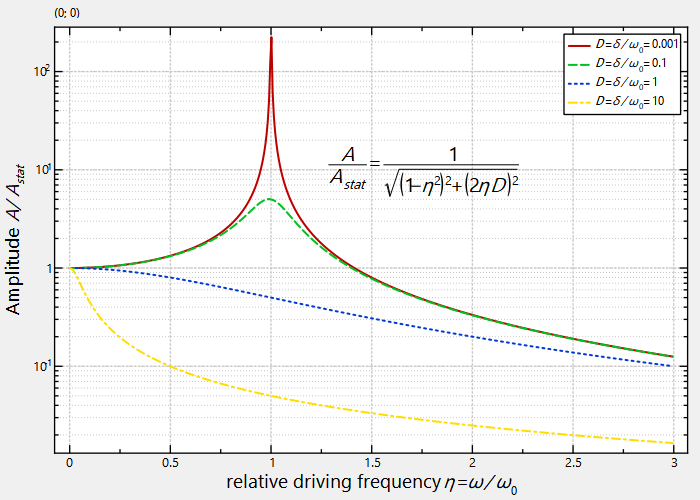 (0; 0)
D=δ/ω₀=0.001
D=δ/ω₀=0.1
D=δ/ω₀=1
D=δ/ω₀=10
10²
10¹
1
10¹
Amplitude A/A_stat
A/A_stat = 1/√((1-η²)²+(2ηD)²)
0 0.5 1 1.5 2 2.5 3
relative driving frequency η=ω/ω₀